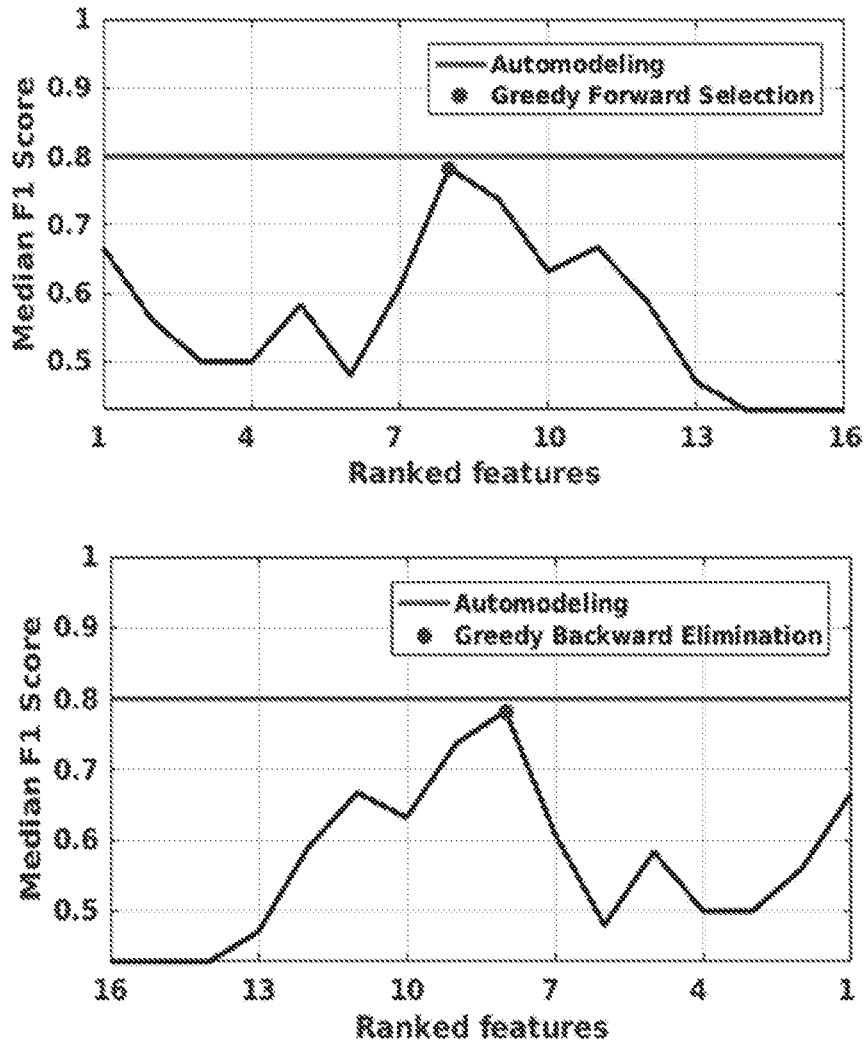 1
0.9
0.8
0.7
0.6
0.5
Median F1 Score
Automodeling
Greedy Forward Selection
1 4 7 10 13 16
Ranked features
1
0.9
0.8
0.7
0.6
0.5
Median F1 Score
Automodeling
Greedy Backward Elimination
16 13 10 7 4 1
Ranked features